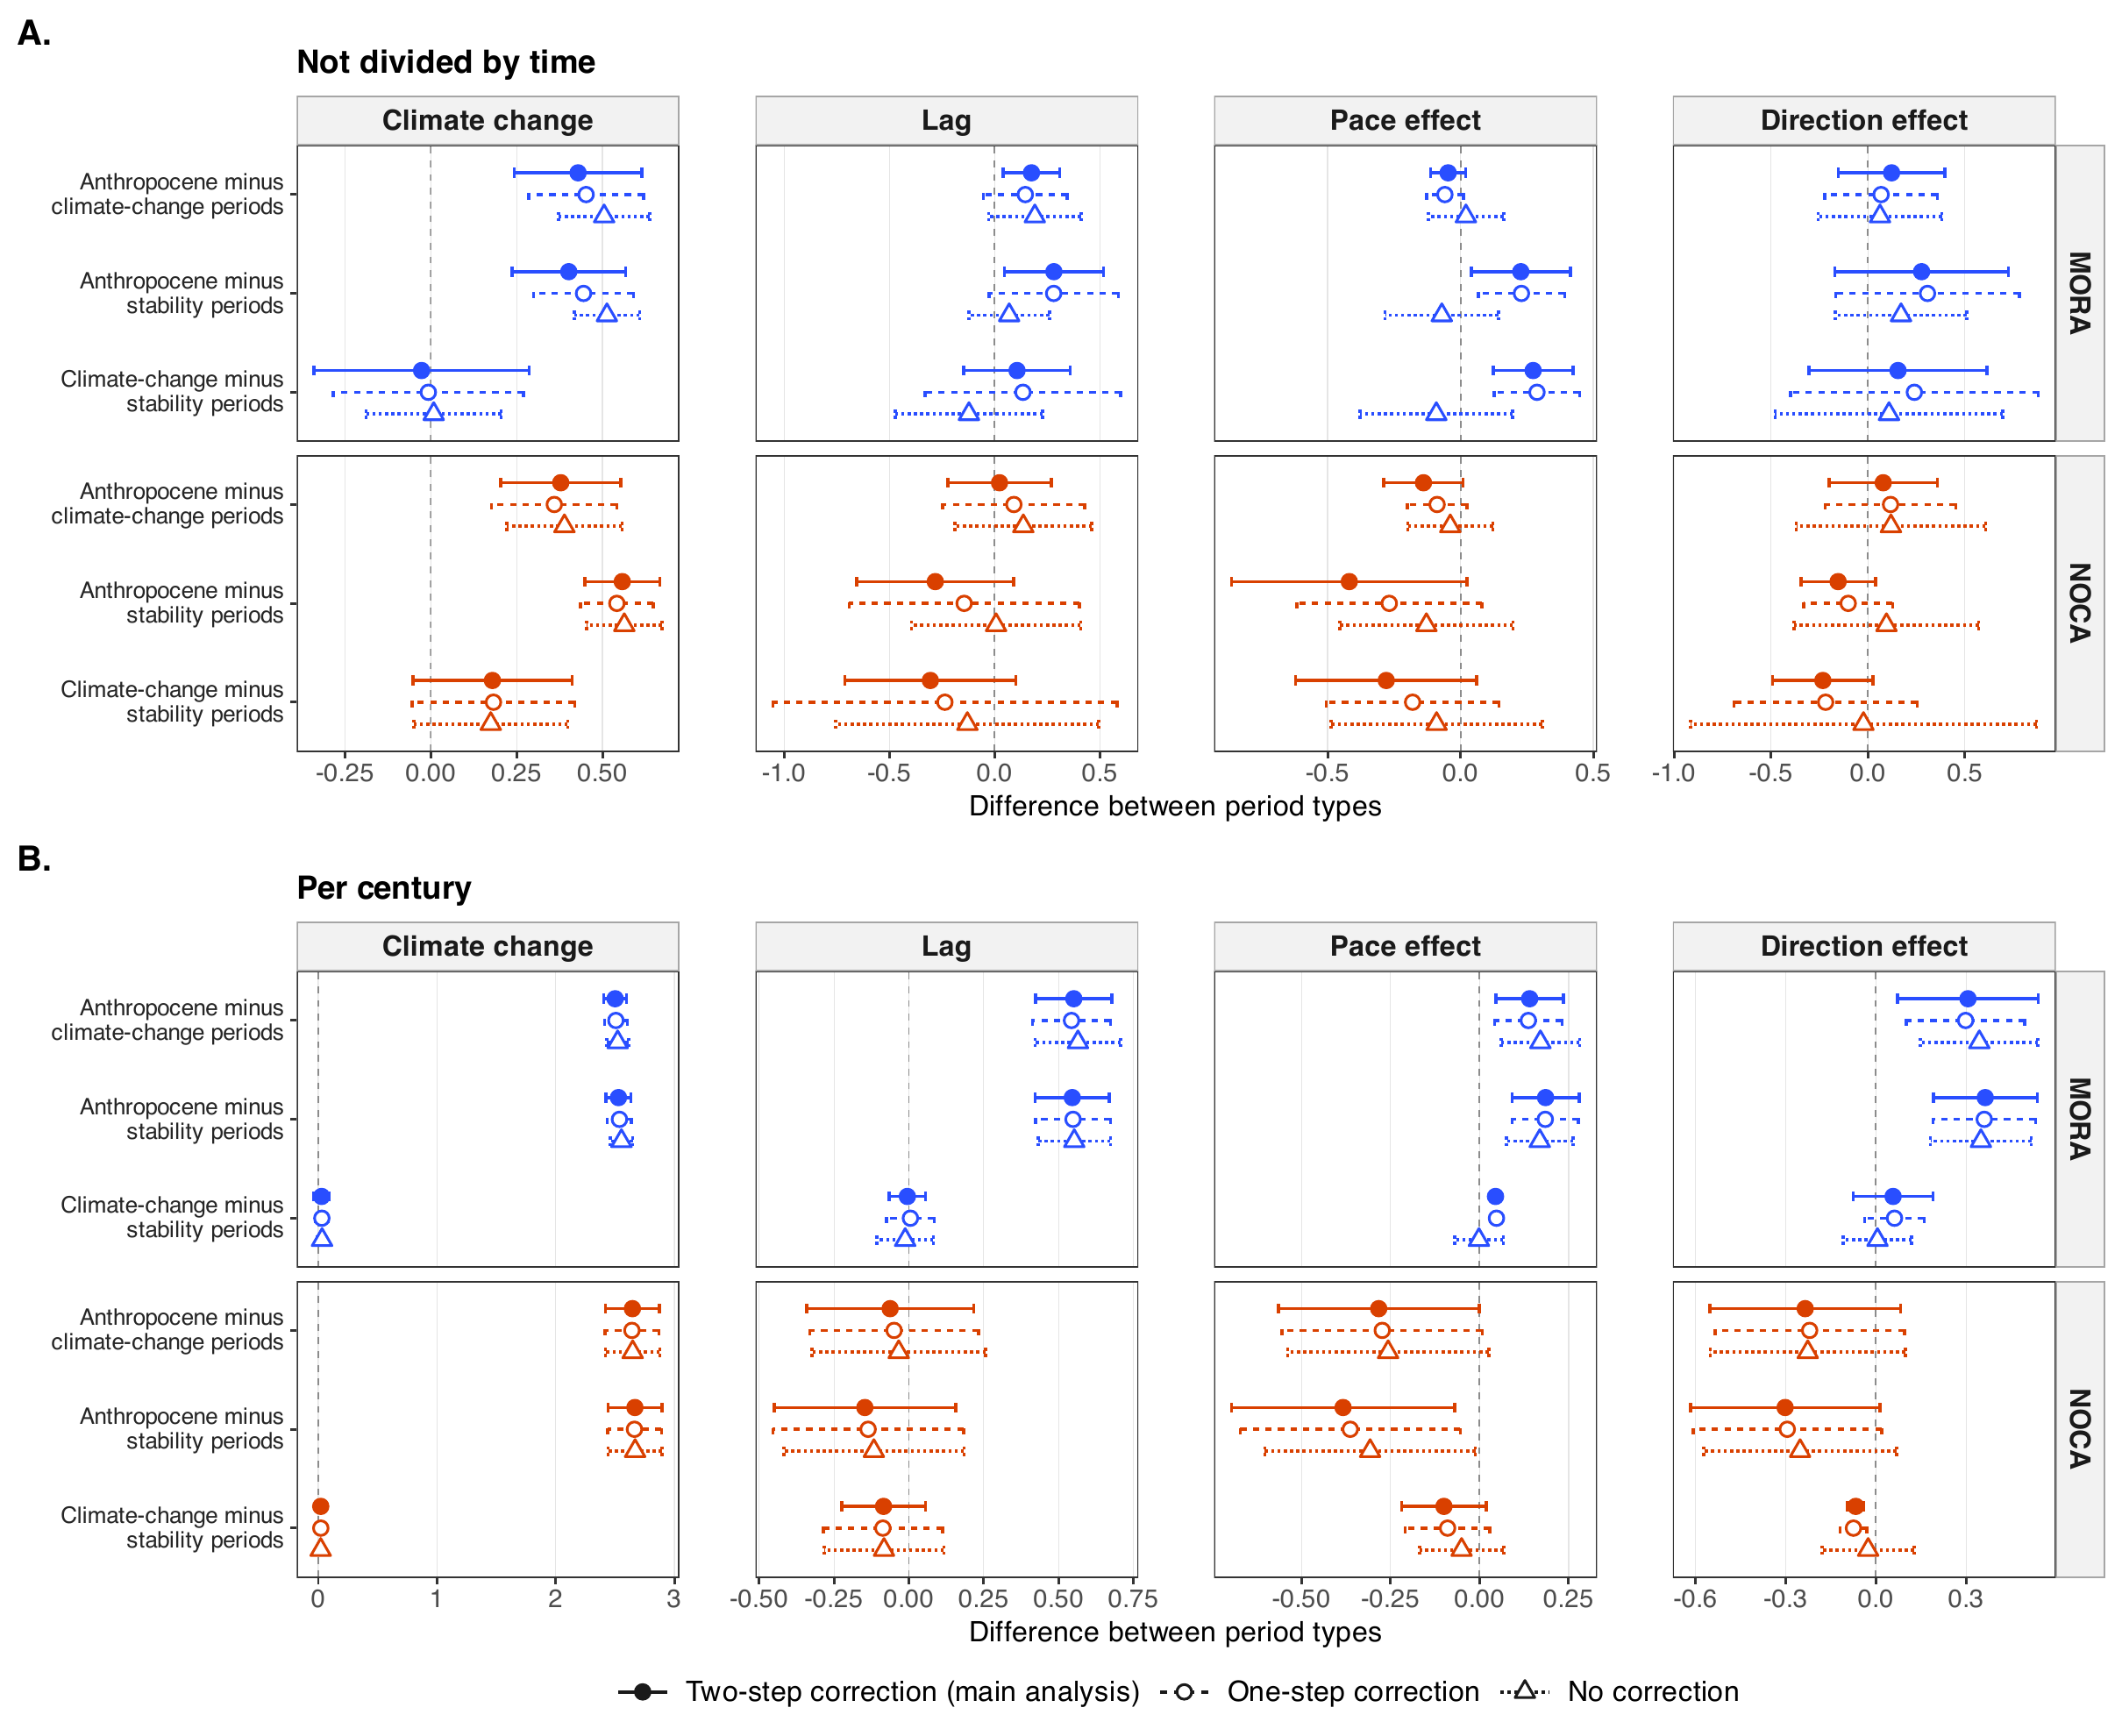 A.
Not divided by time
Climate change
Lag
Pace effect
Direction effect
Anthropocene minus
climate-change periods
Anthropocene minus
stability periods
Climate-change minus
stability periods
MORA
Anthropocene minus
climate-change periods
Anthropocene minus
stability periods
Climate-change minus
stability periods
NOCA
-0.25 0.00 0.25 0.50
-1.0 -0.5 0.0 0.5
-0.5 0.0 0.5
-1.0 -0.5 0.0 0.5
Difference between period types
B.
Per century
Climate change
Lag
Pace effect
Direction effect
Anthropocene minus
climate-change periods
Anthropocene minus
stability periods
Climate-change minus
stability periods
MORA
Anthropocene minus
climate-change periods
Anthropocene minus
stability periods
Climate-change minus
stability periods
NOCA
0 1 2 3
-0.50 -0.25 0.00 0.25 0.50 0.75
-0.50 -0.25 0.00 0.25
-0.6 -0.3 0.0 0.3
Difference between period types
Two-step correction (main analysis) One-step correction No correction